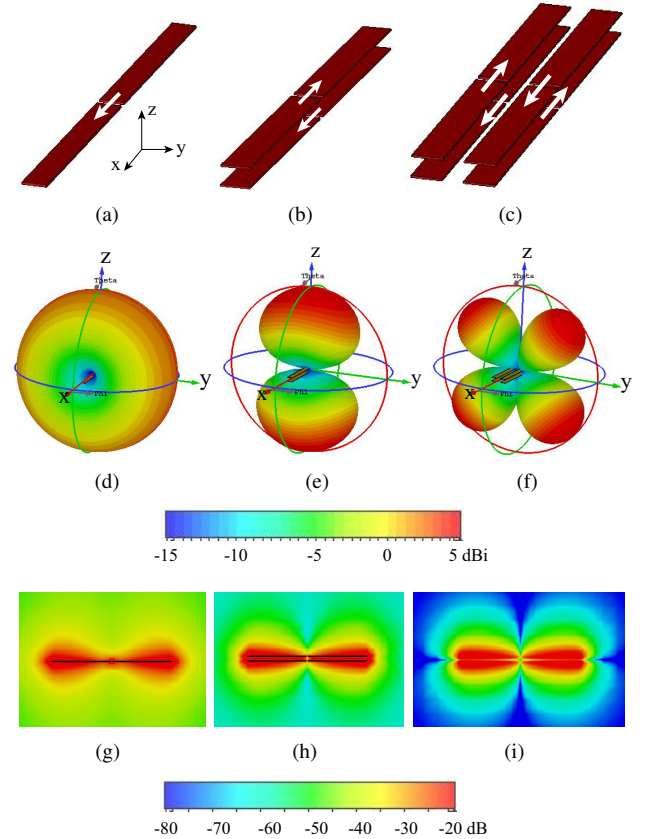 z
y
x
(a)
(b)
(c)
z
Theta
y
x
Phi
z
Theta
y
x
Phi
z
Theta
y
x
Phi
(d)
(e)
(f)
-15 -10 -5 0 5 dBi
(g)
(h)
(i)
-80 -70 -60 -50 -40 -30 -20 dB